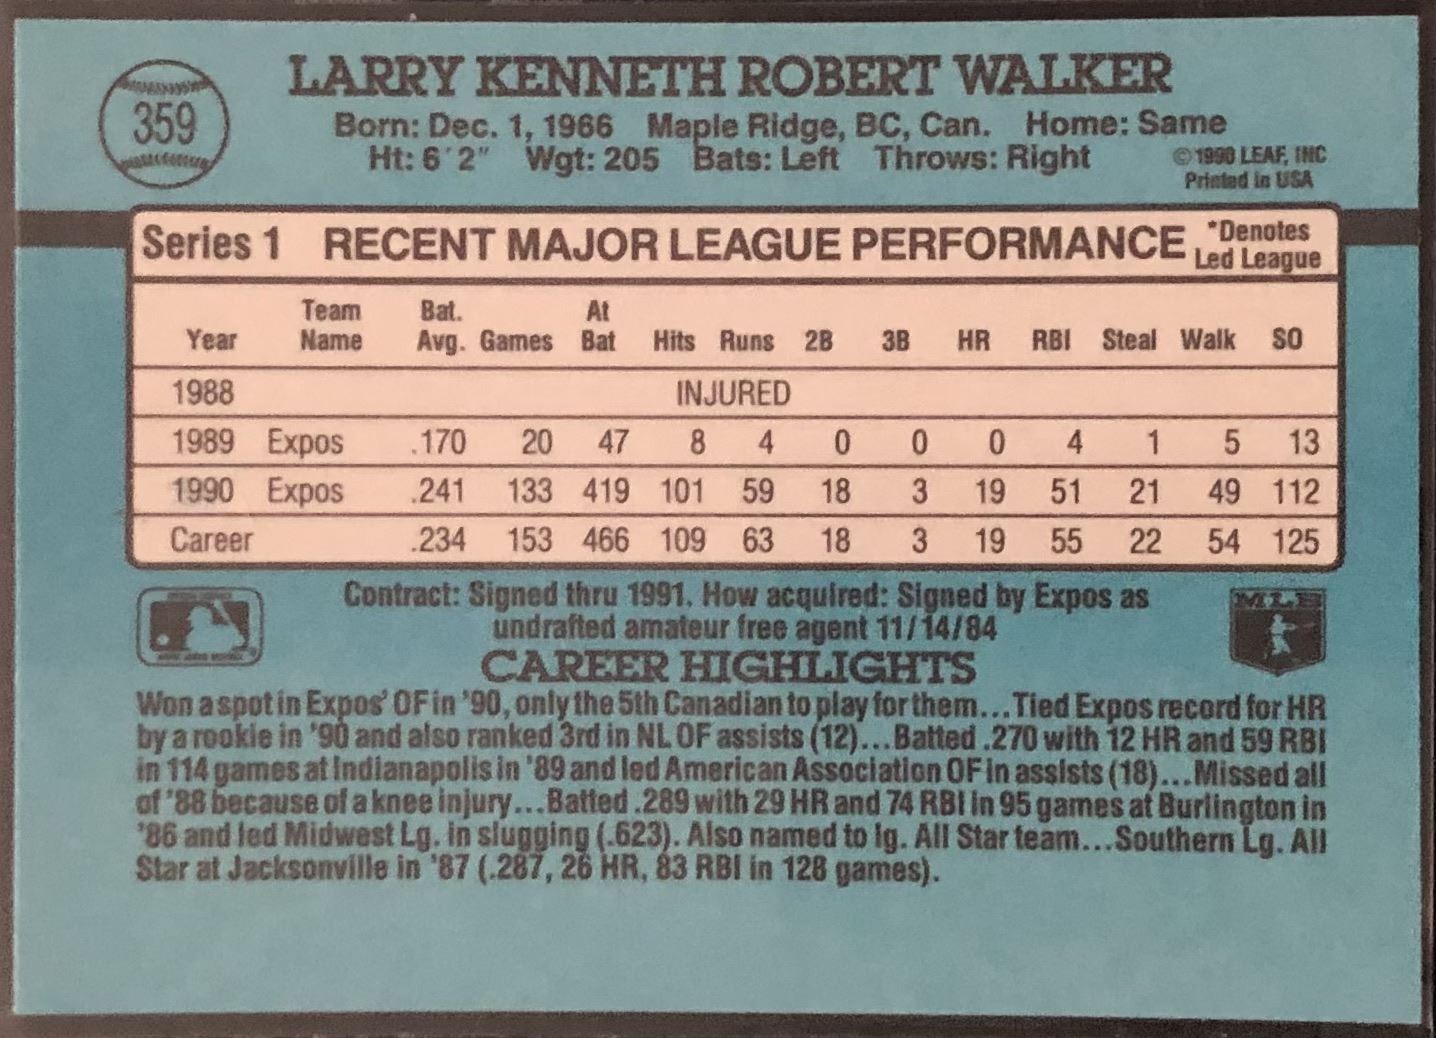 359
LARRY KENNETH ROBERT WALKER
Born: Dec. 1, 1966 Maple Ridge, BC, Can. Home: Same
Ht: 6'2" Wgt: 205 Bats: Left Throws: Right
©1990 LEAF, INC
Printed in USA
Series 1 RECENT MAJOR LEAGUE PERFORMANCE *Denotes
Led League
Team Bat. At
Year Name Avg. Games Bat Hits Runs 2B 3B HR RBI Steal Walk SO
1988 INJURED
1989 Expos .170 20 47 8 4 0 0 0 4 1 5 13
1990 Expos .241 133 419 101 59 18 3 19 51 21 49 112
Career .234 153 466 109 63 18 3 19 55 22 54 125
Contract: Signed thru 1991. How acquired: Signed by Expos as
undrafted amateur free agent 11/14/84
MLB
CAREER HIGHLIGHTS
Won a spot in Expos' OF in '90, only the 5th Canadian to play for them...Tied Expos record for HR
by a rookie in '90 and also ranked 3rd in NL OF assists (12)...Batted .270 with 12 HR and 59 RBI
in 114 games at Indianapolis in '89 and led American Association OF in assists (18)...Missed all
of '88 because of a knee injury...Batted .289 with 29 HR and 74 RBI in 95 games at Burlington in
'86 and led Midwest Lg. in slugging (.623). Also named to lg. All Star team...Southern Lg. All
Star at Jacksonville in '87 (.287, 26 HR, 83 RBI in 128 games).